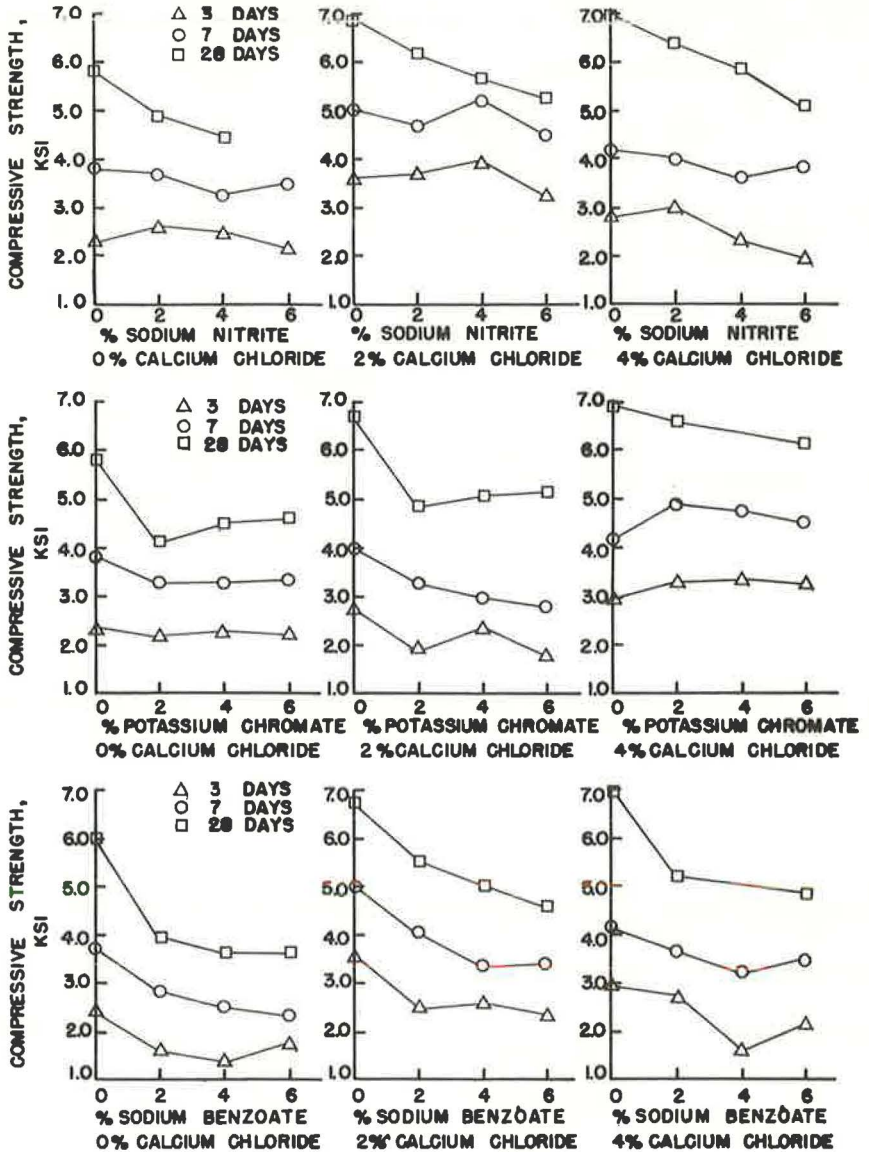 COMPRESSIVE STRENGTH,
KSI
7.0
6.0
5.0
4.0
3.0
2.0
1.0
△ 3 DAYS
○ 7 DAYS
□ 28 DAYS
0 2 4 6
% SODIUM NITRITE
0% CALCIUM CHLORIDE
7.0
6.0
5.0
4.0
3.0
2.0
1.0
0 2 4 6
% SODIUM NITRITE
2% CALCIUM CHLORIDE
7.0
6.0
5.0
4.0
3.0
2.0
1.0
0 2 4 6
% SODIUM NITRITE
4% CALCIUM CHLORIDE
COMPRESSIVE STRENGTH,
KSI
7.0
6.0
5.0
4.0
3.0
2.0
1.0
△ 3 DAYS
○ 7 DAYS
□ 28 DAYS
0 2 4 6
% POTASSIUM CHROMATE
0% CALCIUM CHLORIDE
7.0
6.0
5.0
4.0
3.0
2.0
1.0
0 2 4 6
% POTASSIUM CHROMATE
2% CALCIUM CHLORIDE
7.0
6.0
5.0
4.0
3.0
2.0
1.0
0 2 4 6
% POTASSIUM CHROMATE
4% CALCIUM CHLORIDE
COMPRESSIVE STRENGTH,
KSI
7.0
6.0
5.0
4.0
3.0
2.0
1.0
△ 3 DAYS
○ 7 DAYS
□ 28 DAYS
0 2 4 6
% SODIUM BENZOATE
0% CALCIUM CHLORIDE
7.0
6.0
5.0
4.0
3.0
2.0
1.0
0 2 4 6
% SODIUM BENZOATE
2% CALCIUM CHLORIDE
7.0
6.0
5.0
4.0
3.0
2.0
1.0
0 2 4 6
% SODIUM BENZOATE
4% CALCIUM CHLORIDE